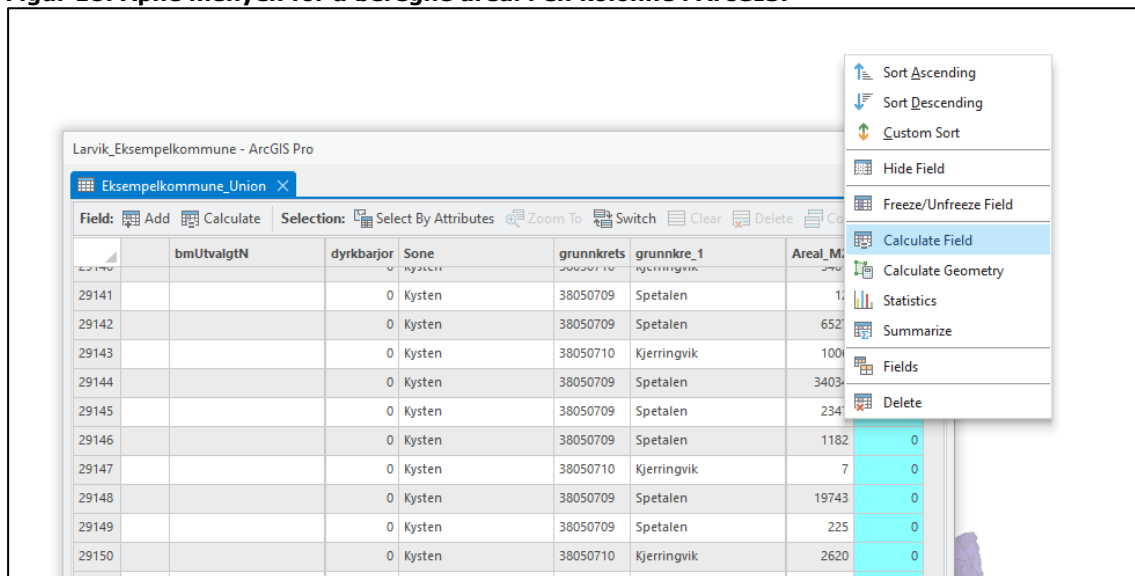 Larvik_Eksempelkommune - ArcGIS Pro
Eksempelkommune_Union
Field: Add Calculate Selection: Select By Attributes Zoom To Switch Clear Delete
bmUtvalgtN dyrkbarjor Sone grunnkrets grunnkre_1
29141 0 Kysten 38050709 Spetalen
29142 0 Kysten 38050709 Spetalen
29143 0 Kysten 38050710 Kjerringvik
29144 0 Kysten 38050709 Spetalen
29145 0 Kysten 38050709 Spetalen
29146 0 Kysten 38050709 Spetalen 1182 0
29147 0 Kysten 38050710 Kjerringvik 7 0
29148 0 Kysten 38050709 Spetalen 19743 0
29149 0 Kysten 38050709 Spetalen 225 0
29150 0 Kysten 38050710 Kjerringvik 2620 0
Sort Ascending
Sort Descending
Custom Sort
Hide Field
Freeze/Unfreeze Field
Calculate Field
Calculate Geometry
Statistics
Summarize
Fields
Delete